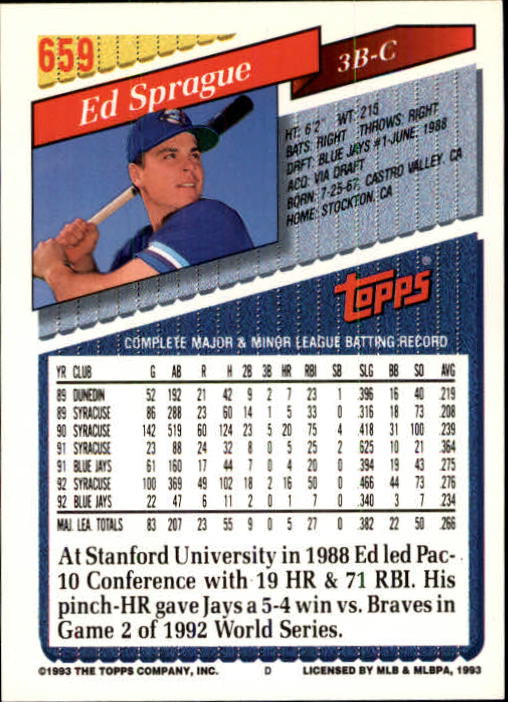 659
Ed Sprague
3B-C
HT: 6'2" WT: 215
BATS: RIGHT THROWS: RIGHT
DRFT: BLUE JAYS #1-JUNE, 1988
ACQ: VIA DRAFT
BORN: 7-25-67, CASTRO VALLEY, CA
HOME: STOCKTON, CA
TOPPS®
COMPLETE MAJOR & MINOR LEAGUE BATTING RECORD
YR CLUB G AB R H 2B 3B HR RBI SB SLG BB SO AVG
89 DUNEDIN 52 192 21 42 9 2 7 23 1 .396 16 40 .219
89 SYRACUSE 86 288 23 60 14 1 5 33 0 .316 18 73 .208
90 SYRACUSE 142 519 60 124 23 5 20 75 4 .418 31 100 .239
91 SYRACUSE 23 88 24 32 8 0 5 25 2 .625 10 21 .364
91 BLUE JAYS 61 160 17 44 7 0 4 20 0 .394 19 43 .275
92 SYRACUSE 100 369 49 102 18 2 16 50 0 .466 44 73 .276
92 BLUE JAYS 22 47 6 11 2 0 1 7 0 .340 3 7 .234
MAJ. LEA. TOTALS 83 207 23 55 9 0 5 27 0 .382 22 50 .266
At Stanford University in 1988 Ed led Pac-
10 Conference with 19 HR & 71 RBI. His
pinch-HR gave Jays a 5-4 win vs. Braves in
Game 2 of 1992 World Series.
©1993 THE TOPPS COMPANY, INC. D LICENSED BY MLB & MLBPA, 1993